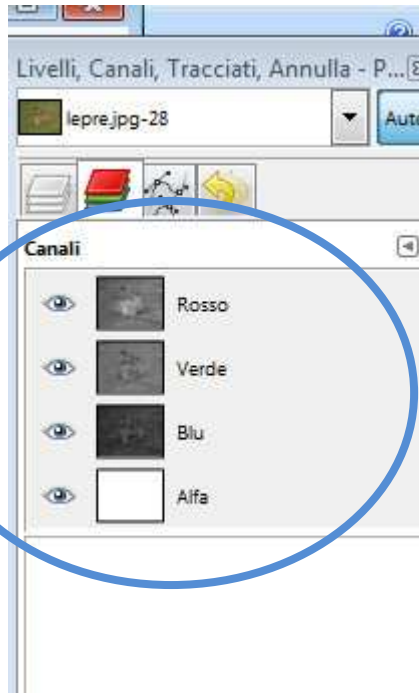 Livelli, Canali, Tracciati, Annulla - P...
lepre.jpg-28
Auto
Canali
Rosso
Verde
Blu
Alfa